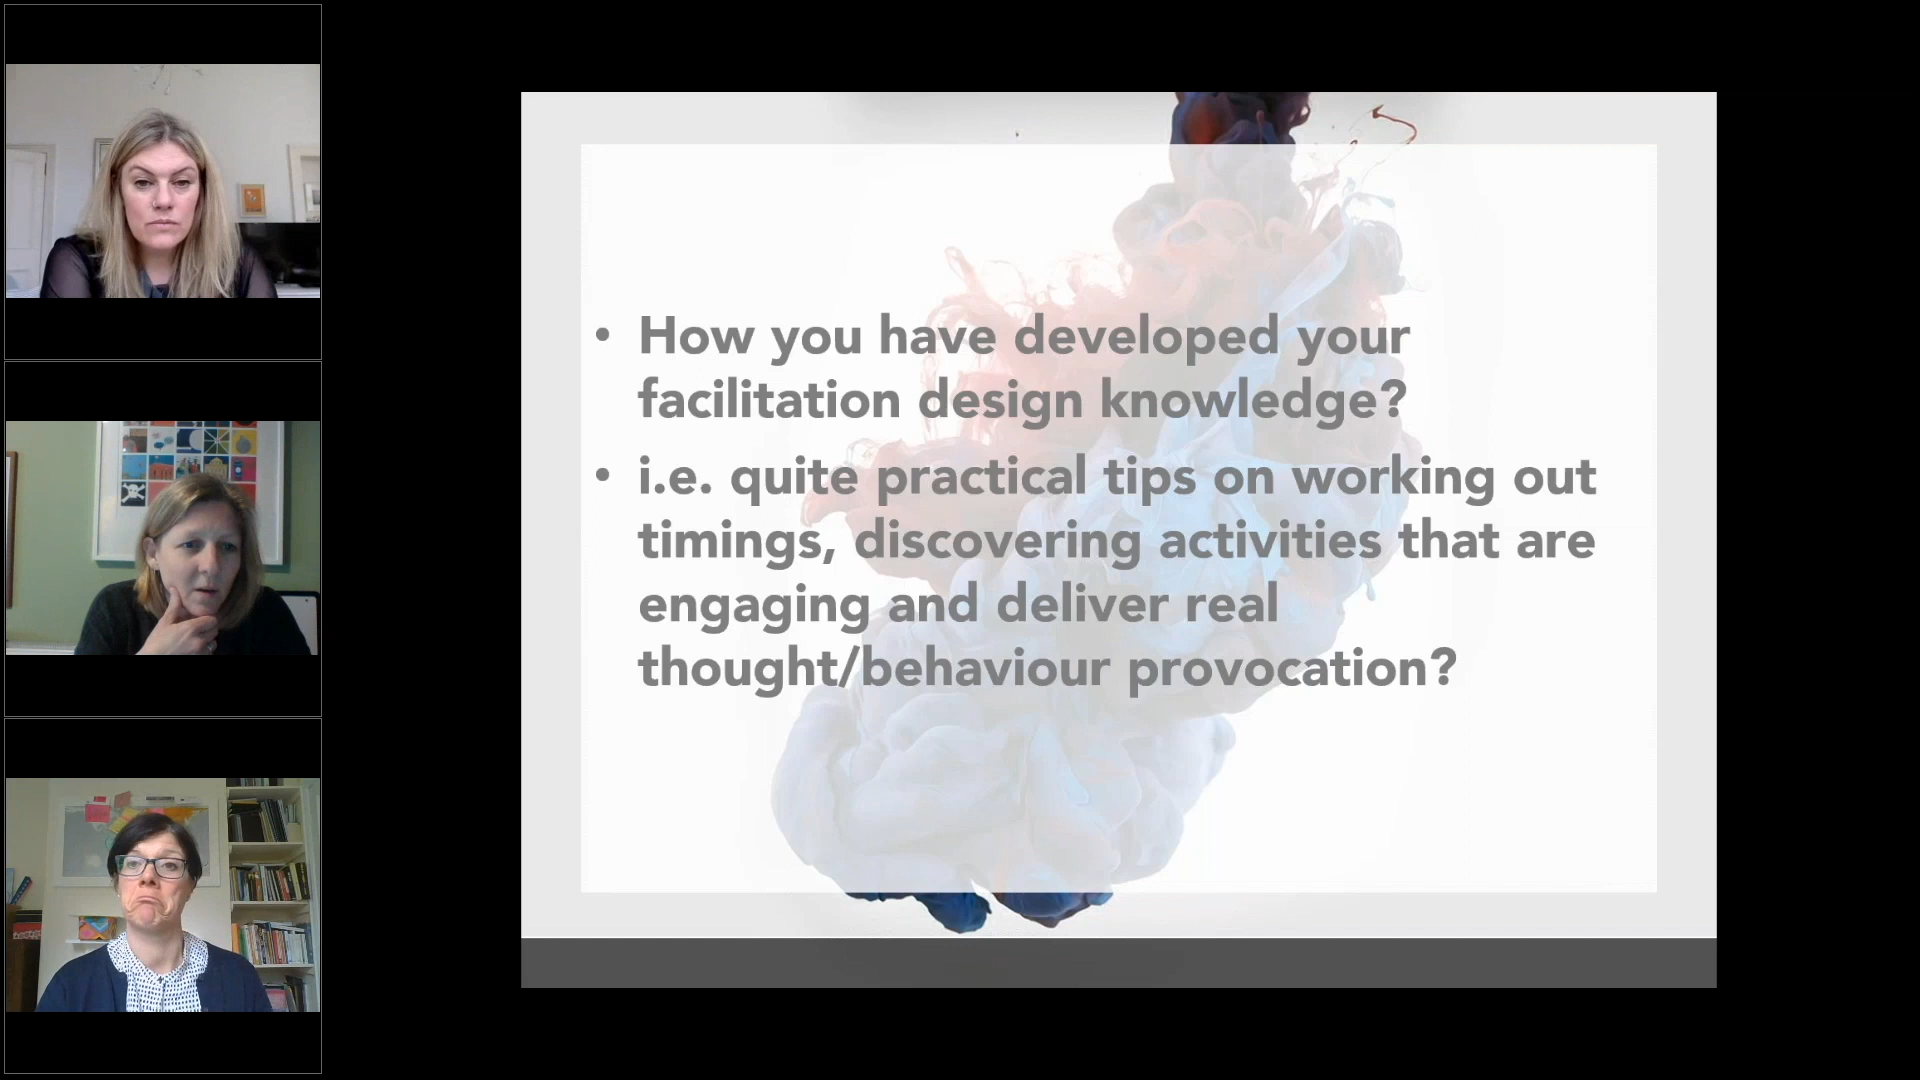 • How you have developed your
facilitation design knowledge?
• i.e. quite practical tips on working out
timings, discovering activities that are
engaging and deliver real
thought/behaviour provocation?